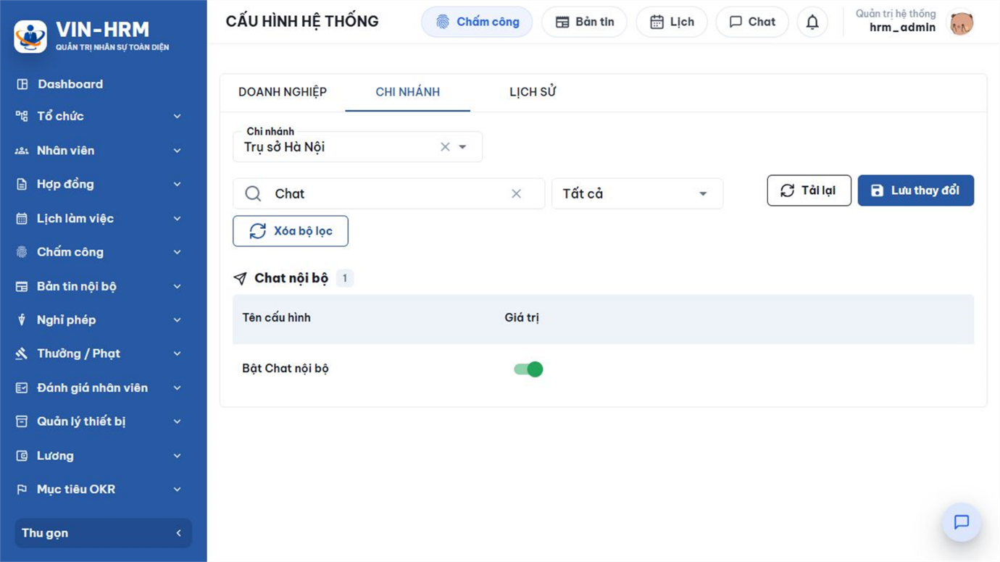 VIN-HRM
QUẢN TRỊ NHÂN SỰ TOÀN DIỆN
Dashboard
Tổ chức
Nhân viên
Hợp đồng
Lịch làm việc
Chấm công
Bản tin nội bộ
Nghỉ phép
Thưởng / Phạt
Đánh giá nhân viên
Quản lý thiết bị
Lương
Mục tiêu OKR
Thu gọn
CẤU HÌNH HỆ THỐNG
Chấm công
Bản tin
Lịch
Chat
Quản trị hệ thống
hrm_admin
DOANH NGHIỆP
CHI NHÁNH
LỊCH SỬ
Chi nhánh
Trụ sở Hà Nội
Chat
Tất cả
Tải lại
Lưu thay đổi
Xóa bộ lọc
Chat nội bộ 1
Tên cấu hình
Giá trị
Bật Chat nội bộ